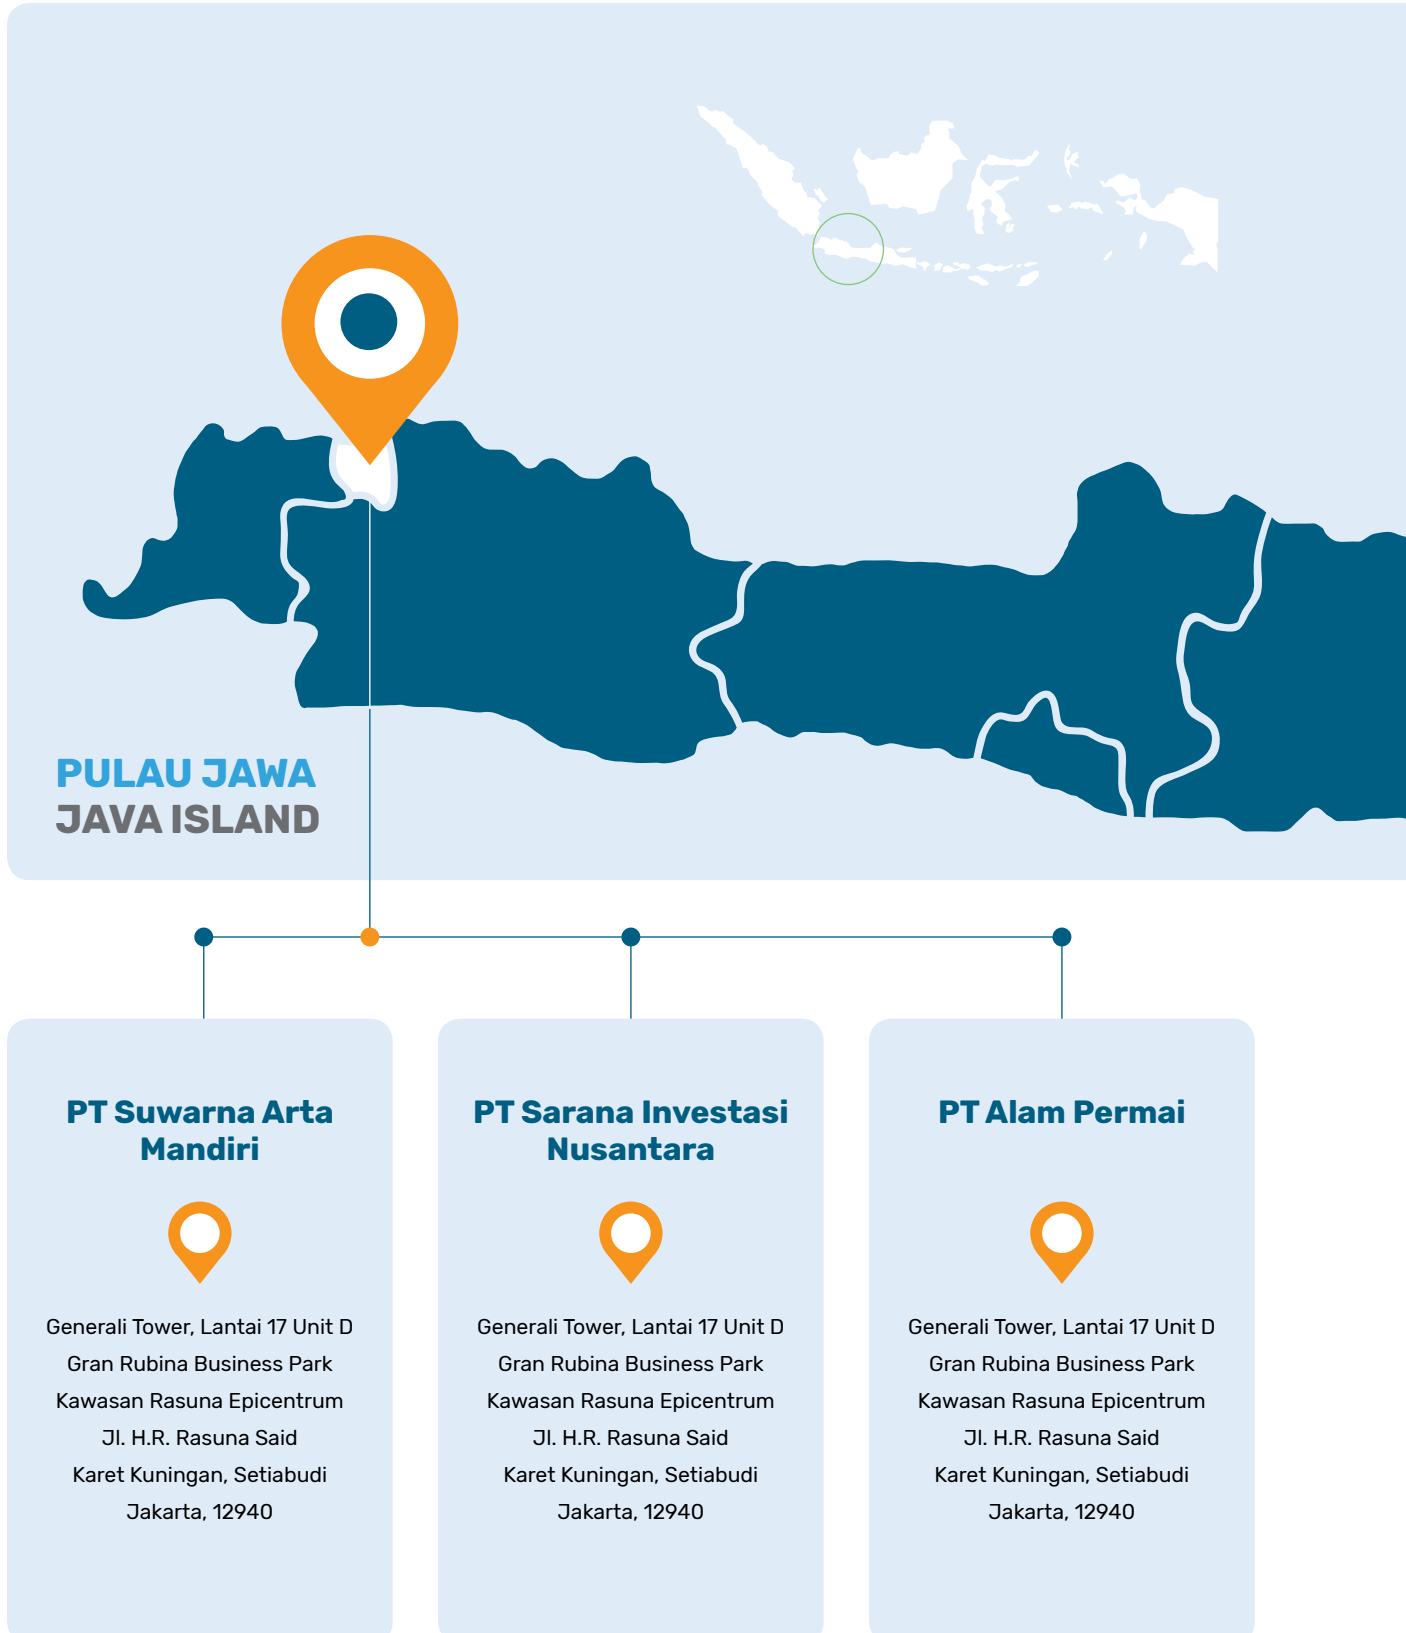 PULAU JAWA
JAVA ISLAND
PT Suwarna Arta
Mandiri
Generali Tower, Lantai 17 Unit D
Gran Rubina Business Park
Kawasan Rasuna Epicentrum
Jl. H.R. Rasuna Said
Karet Kuningan, Setiabudi
Jakarta, 12940
PT Sarana Investasi
Nusantara
Generali Tower, Lantai 17 Unit D
Gran Rubina Business Park
Kawasan Rasuna Epicentrum
Jl. H.R. Rasuna Said
Karet Kuningan, Setiabudi
Jakarta, 12940
PT Alam Permai
Generali Tower, Lantai 17 Unit D
Gran Rubina Business Park
Kawasan Rasuna Epicentrum
Jl. H.R. Rasuna Said
Karet Kuningan, Setiabudi
Jakarta, 12940